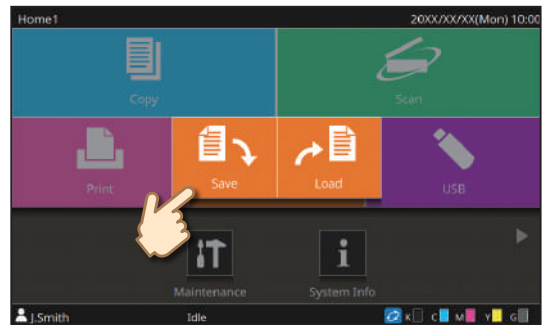 Home1 20XX/XX/XX(Mon) 10:00
Copy Scan
Print Save Load USB
Maintenance System Info
J.Smith Idle K C M Y G